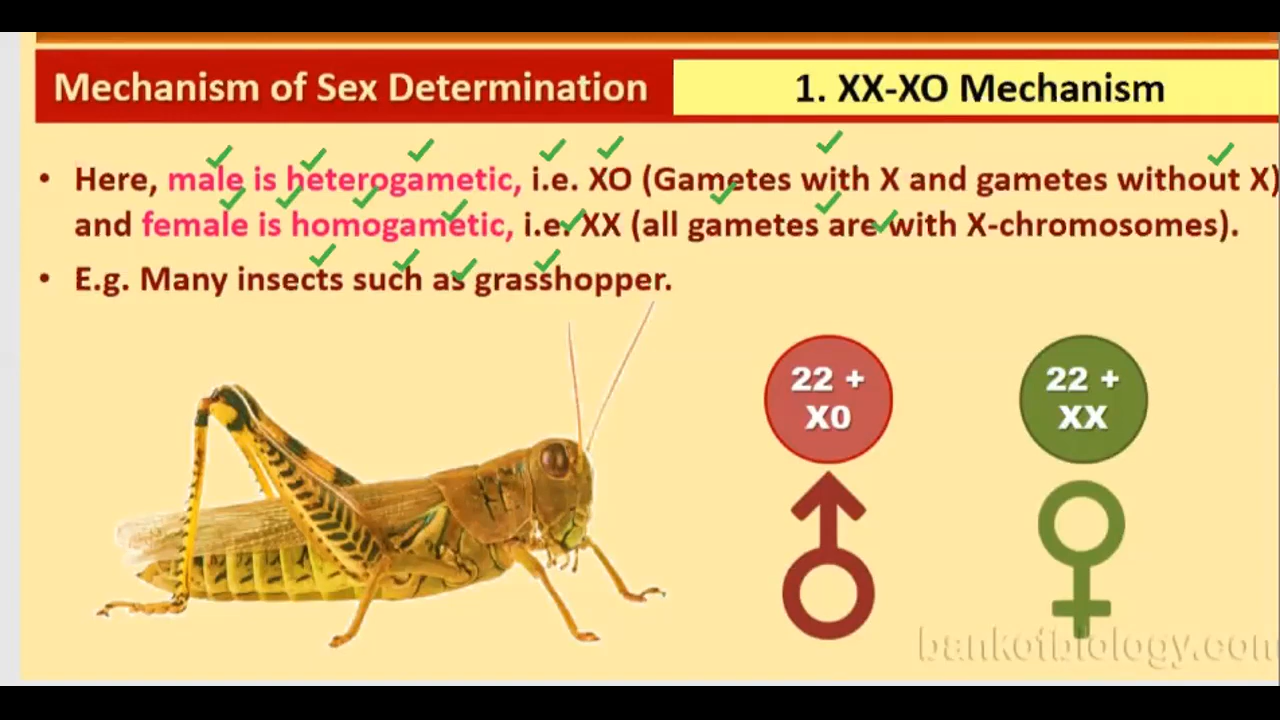 Mechanism of Sex Determination
1. XX-XO Mechanism
• Here, male is heterogametic, i.e. XO (Gametes with X and gametes without X)
and female is homogametic, i.e. XX (all gametes are with X-chromosomes).
• E.g. Many insects such as grasshopper.
22 +
X0
22 +
XX
bankofbiology.com